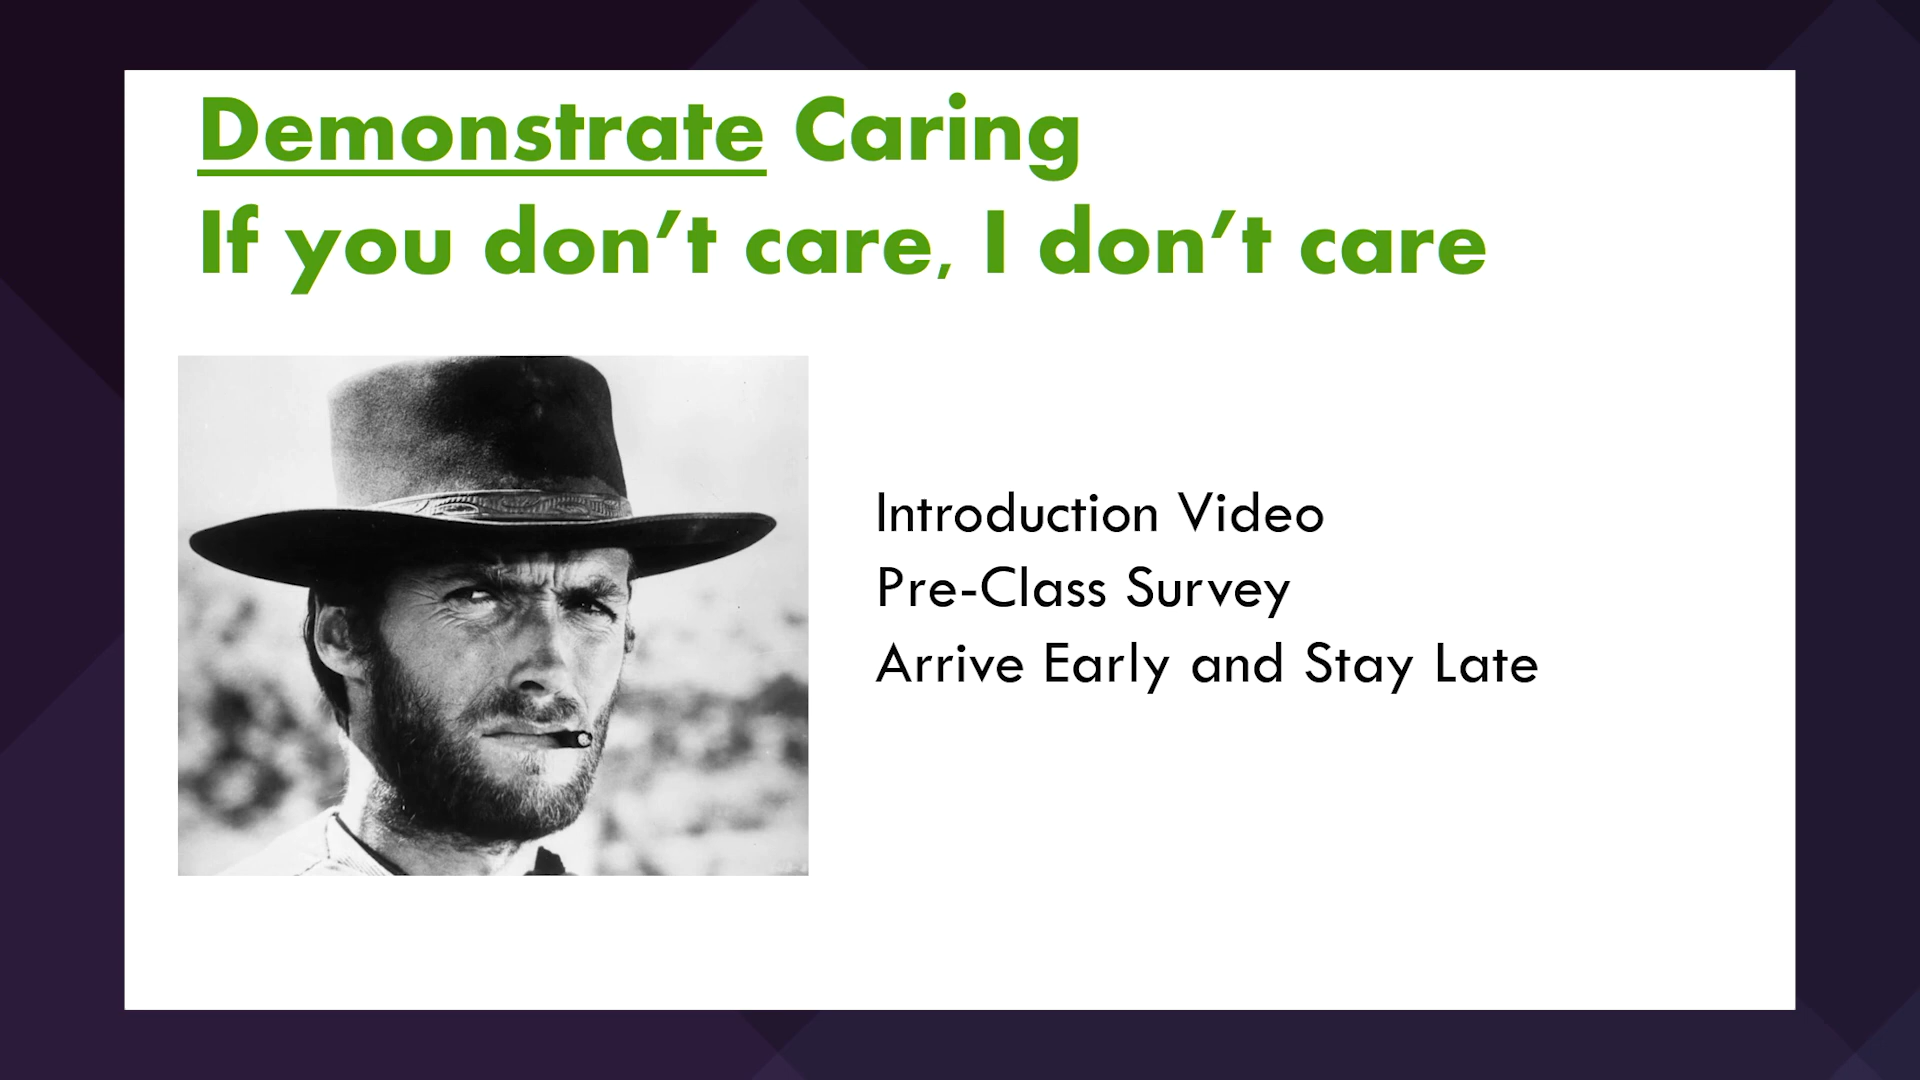 Demonstrate Caring
If you don’t care, I don’t care
Introduction Video
Pre-Class Survey
Arrive Early and Stay Late